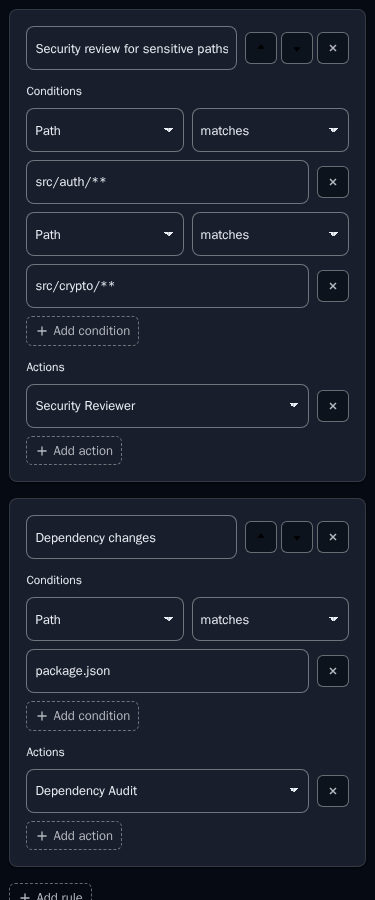 Security review for sensitive paths
Conditions
Path matches
src/auth/**
Path matches
src/crypto/**
+ Add condition
Actions
Security Reviewer
+ Add action
Dependency changes
Conditions
Path matches
package.json
+ Add condition
Actions
Dependency Audit
+ Add action
+ Add rule